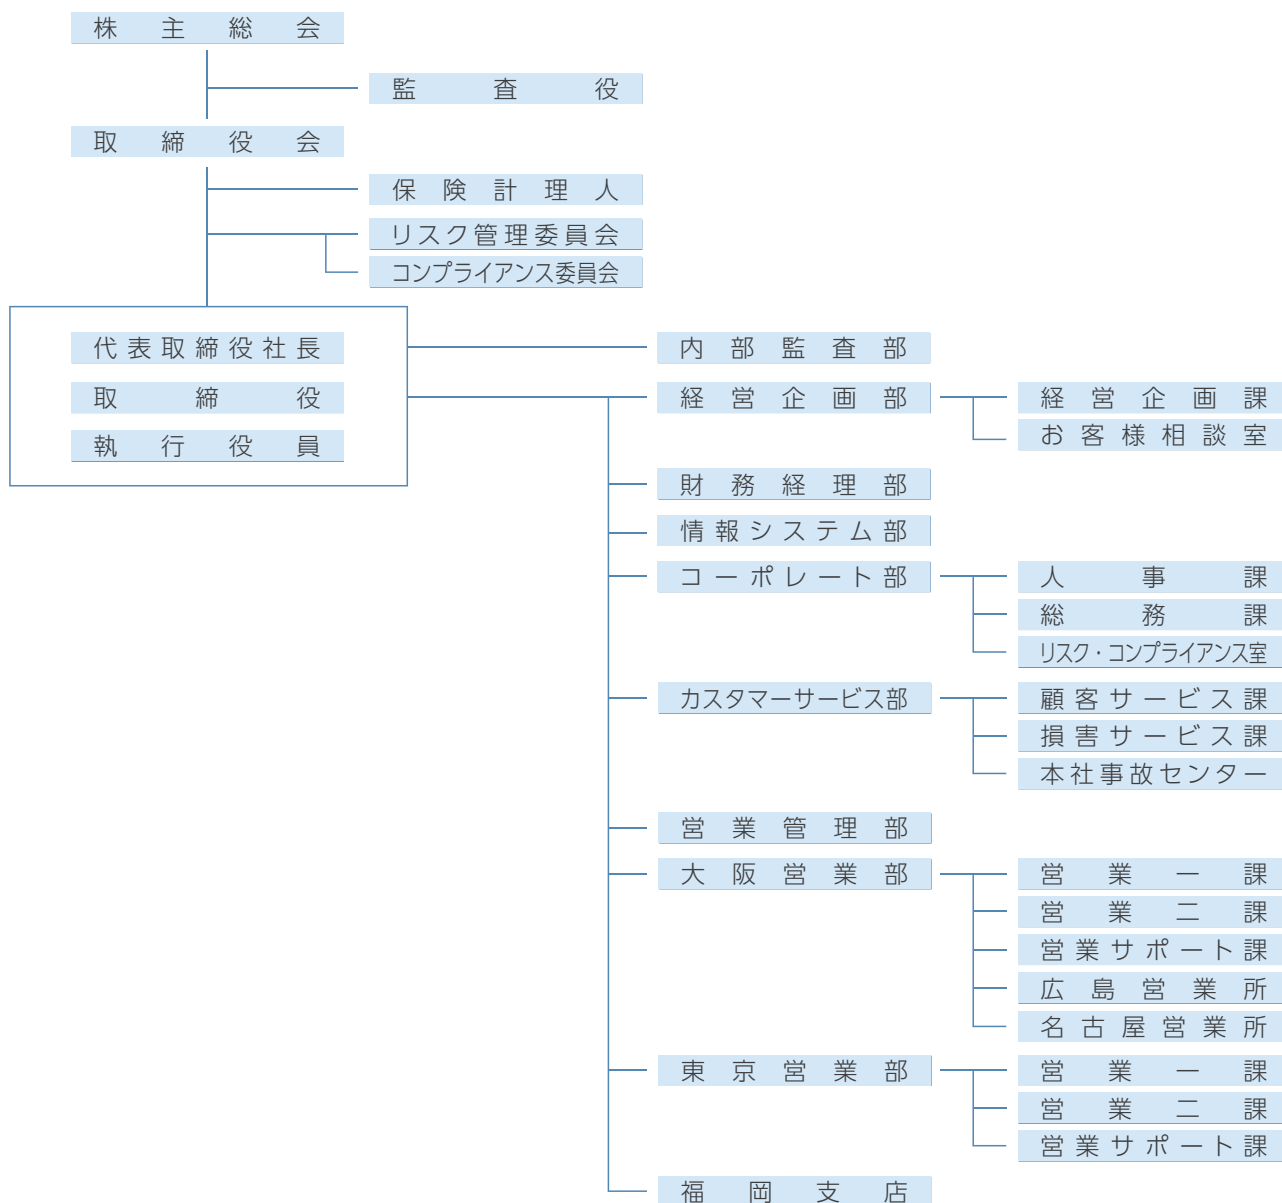 株主総会
監査役
取締役会
保険計理人
リスク管理委員会
コンプライアンス委員会
代表取締役社長
取締役
執行役員
内部監査部
経営企画部
経営企画課
お客様相談室
財務経理部
情報システム部
コーポレート部
人事課
総務課
リスク・コンプライアンス室
カスタマーサービス部
顧客サービス課
損害サービス課
本社事故センター
営業管理部
大阪営業部
営業一課
営業二課
営業サポート課
広島営業所
名古屋営業所
東京営業部
営業一課
営業二課
営業サポート課
福岡支店